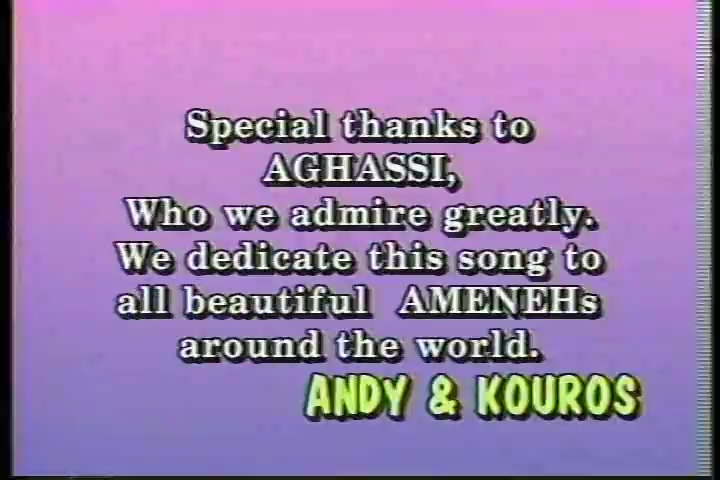 Special thanks to
AGHASSI,
Who we admire greatly.
We dedicate this song to
all beautiful AMENEHs
around the world.
ANDY & KOUROS